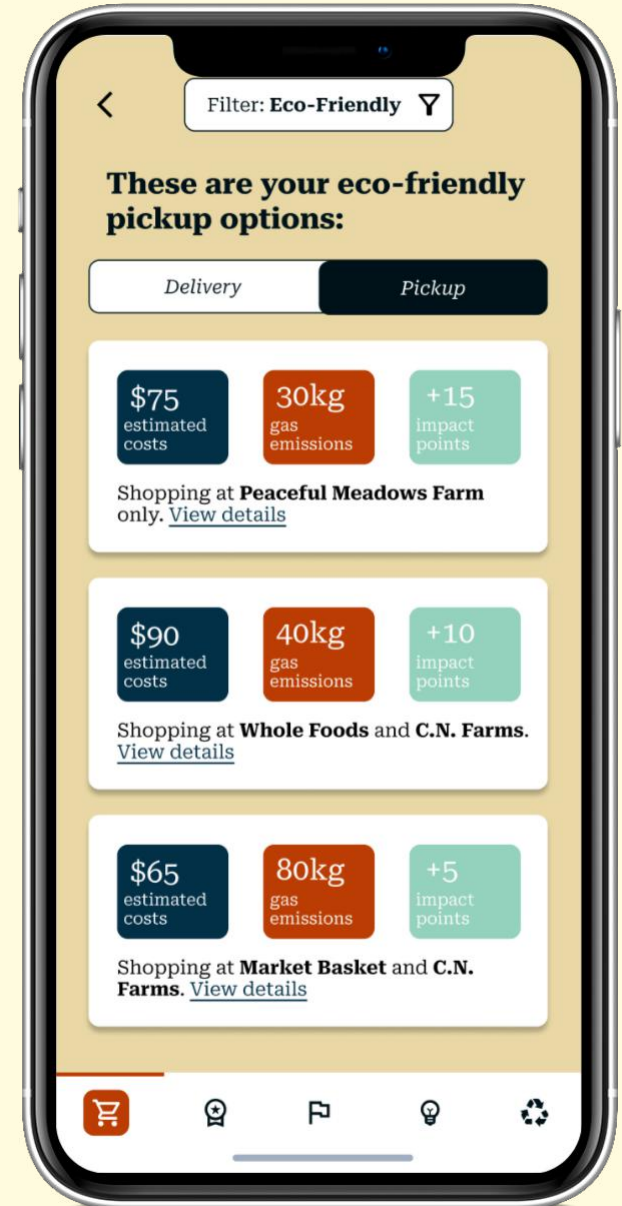 Filter: Eco-Friendly
These are your eco-friendly
pickup options:
Delivery
Pickup
$75
estimated
costs
30kg
gas
emissions
+15
impact
points
Shopping at Peaceful Meadows Farm
only. View details
$90
estimated
costs
40kg
gas
emissions
+10
impact
points
Shopping at Whole Foods and C.N. Farms.
View details
$65
estimated
costs
80kg
gas
emissions
+5
impact
points
Shopping at Market Basket and C.N.
Farms. View details